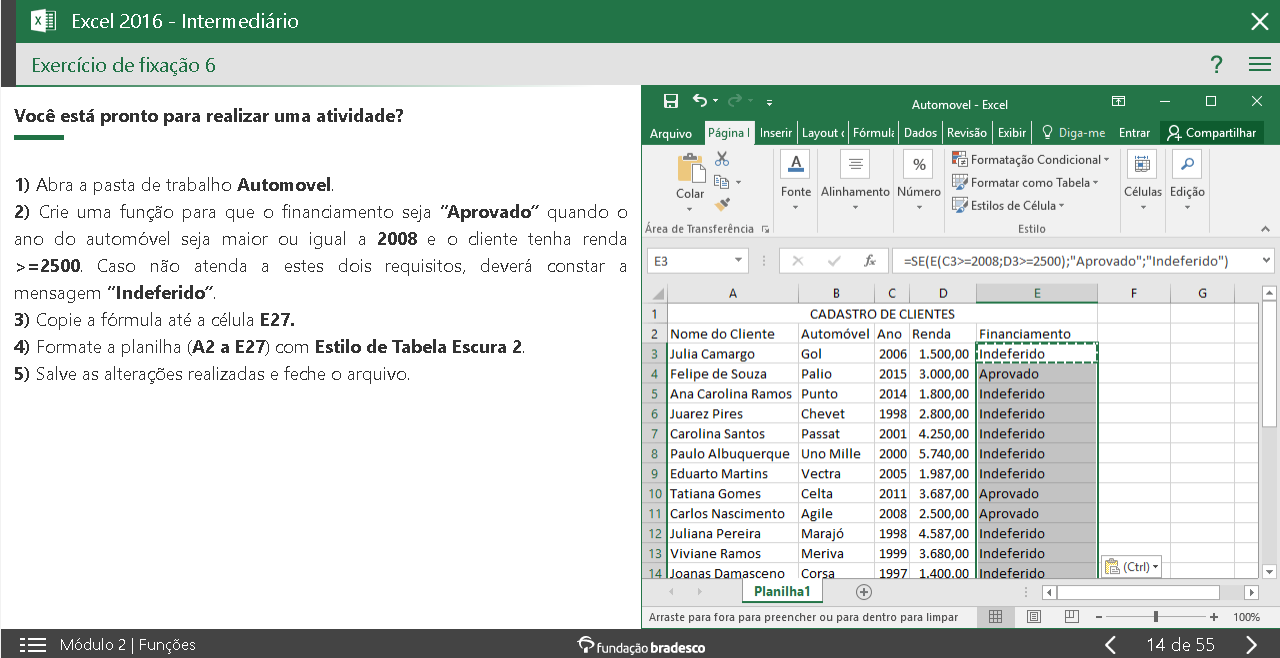 Excel 2016 - Intermediário
Exercício de fixação 6
?
Você está pronto para realizar uma atividade?
1) Abra a pasta de trabalho Automovel.
2) Crie uma função para que o financiamento seja “Aprovado” quando o
ano do automóvel seja maior ou igual a 2008 e o cliente tenha renda
>=2500. Caso não atenda a estes dois requisitos, deverá constar a
mensagem “Indeferido”.
3) Copie a fórmula até a célula E27.
4) Formate a planilha (A2 a E27) com Estilo de Tabela Escura 2.
5) Salve as alterações realizadas e feche o arquivo.
Automovel - Excel
Arquivo Página I Inserir Layout c Fórmula Dados Revisão Exibir Diga-me Entrar Compartilhar
Colar Fonte Alinhamento Número Formatação Condicional Células Edição
Formatar como Tabela
Estilos de Célula
Área de Transferência Estilo
E3 fx =SE(E(C3>=2008;D3>=2500);"Aprovado";"Indeferido")
A B C D E F G
1 CADASTRO DE CLIENTES
2 Nome do Cliente Automóvel Ano Renda Financiamento
3 Julia Camargo Gol 2006 1.500,00 Indeferido
4 Felipe de Souza Palio 2015 3.000,00 Aprovado
5 Ana Carolina Ramos Punto 2014 1.800,00 Indeferido
6 Juarez Pires Chevet 1998 2.800,00 Indeferido
7 Carolina Santos Passat 2001 4.250,00 Indeferido
8 Paulo Albuquerque Uno Mille 2000 5.740,00 Indeferido
9 Eduarto Martins Vectra 2005 1.987,00 Indeferido
10 Tatiana Gomes Celta 2011 3.687,00 Aprovado
11 Carlos Nascimento Agile 2008 2.500,00 Aprovado
12 Juliana Pereira Marajó 1998 4.587,00 Indeferido
13 Viviane Ramos Meriva 1999 3.680,00 Indeferido
14 Joanas Damasceno Corsa 1997 1.400,00 Indeferido
(Ctrl)
Planilha1
Arraste para fora para preencher ou para dentro para limpar 100%
Módulo 2 | Funções
fundação bradesco
14 de 55